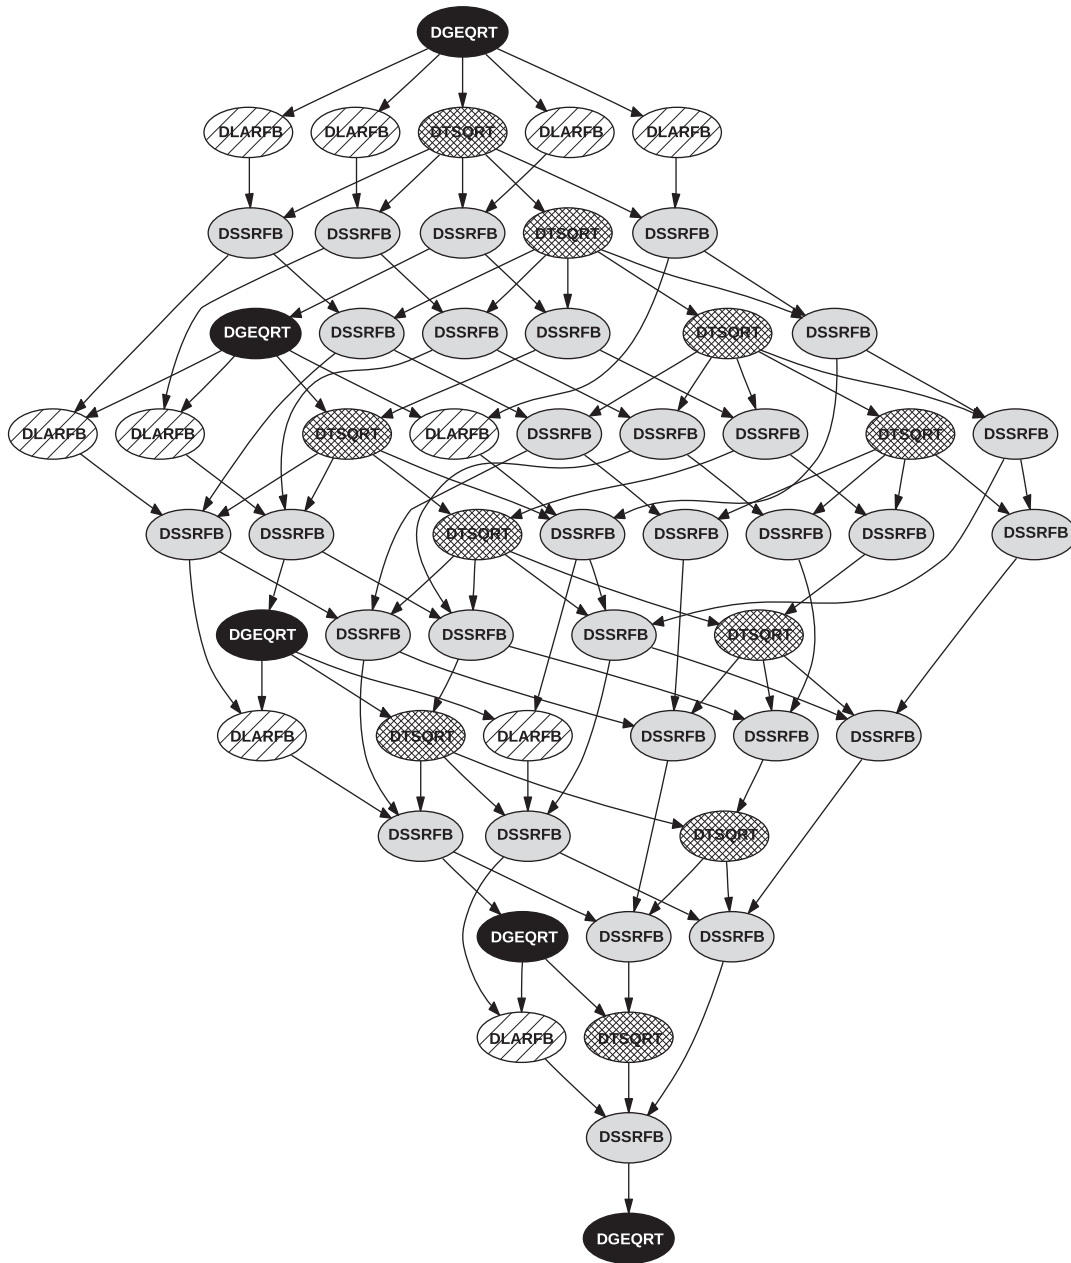 DGEQRT
DLARFB DLARFB DTSQRT DLARFB DLARFB
DSSRFB DSSRFB DSSRFB DTSQRT DSSRFB
DGEQRT DSSRFB DSSRFB DSSRFB DTSQRT DSSRFB
DLARFB DLARFB DTSQRT DLARFB DSSRFB DSSRFB DSSRFB DTSQRT DSSRFB
DSSRFB DSSRFB DTSQRT DSSRFB DSSRFB DSSRFB DSSRFB DSSRFB
DGEQRT DSSRFB DSSRFB DSSRFB DTSQRT
DLARFB DTSQRT DLARFB DSSRFB DSSRFB DSSRFB
DSSRFB DSSRFB DTSQRT
DGEQRT DSSRFB DSSRFB
DLARFB DTSQRT
DSSRFB
DGEQRT